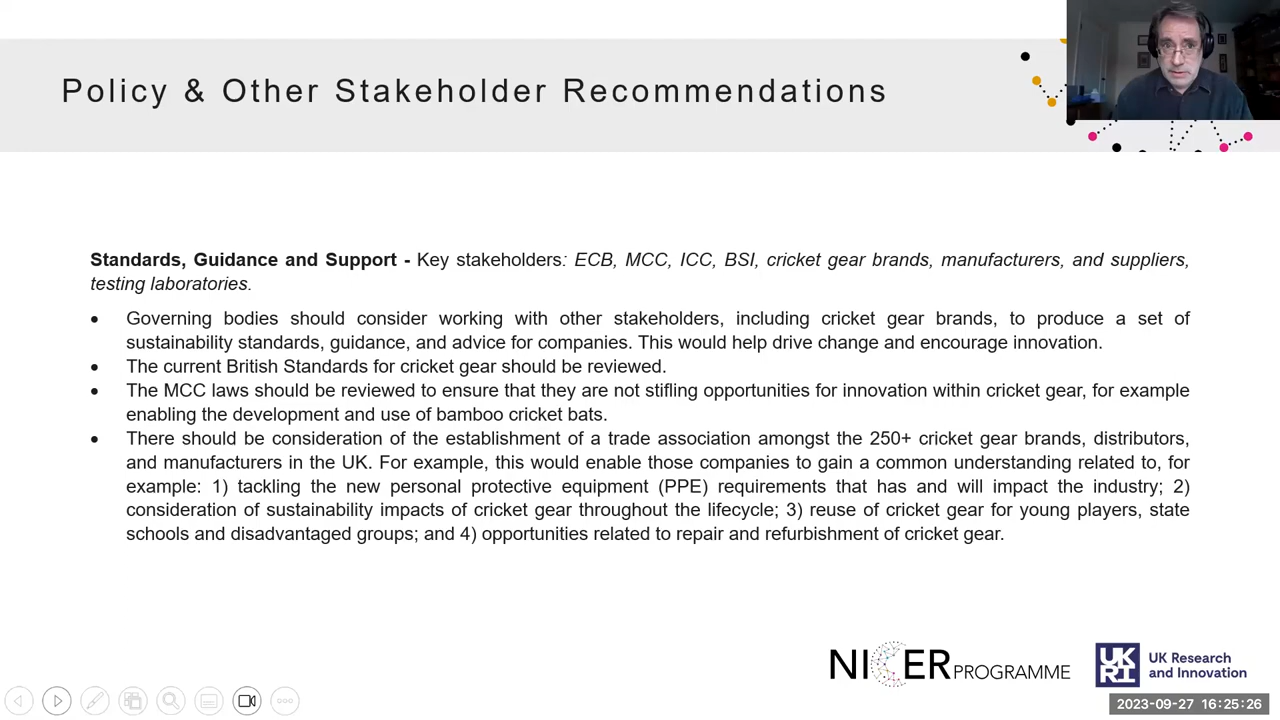 Policy & Other Stakeholder Recommendations
Standards, Guidance and Support - Key stakeholders: ECB, MCC, ICC, BSI, cricket gear brands, manufacturers, and suppliers,
testing laboratories.
• Governing bodies should consider working with other stakeholders, including cricket gear brands, to produce a set of
sustainability standards, guidance, and advice for companies. This would help drive change and encourage innovation.
• The current British Standards for cricket gear should be reviewed.
• The MCC laws should be reviewed to ensure that they are not stifling opportunities for innovation within cricket gear, for example
enabling the development and use of bamboo cricket bats.
• There should be consideration of the establishment of a trade association amongst the 250+ cricket gear brands, distributors,
and manufacturers in the UK. For example, this would enable those companies to gain a common understanding related to, for
example: 1) tackling the new personal protective equipment (PPE) requirements that has and will impact the industry; 2)
consideration of sustainability impacts of cricket gear throughout the lifecycle; 3) reuse of cricket gear for young players, state
schools and disadvantaged groups; and 4) opportunities related to repair and refurbishment of cricket gear.
NICER PROGRAMME
UKRI
UK Research
and Innovation
2023-09-27 16:25:26